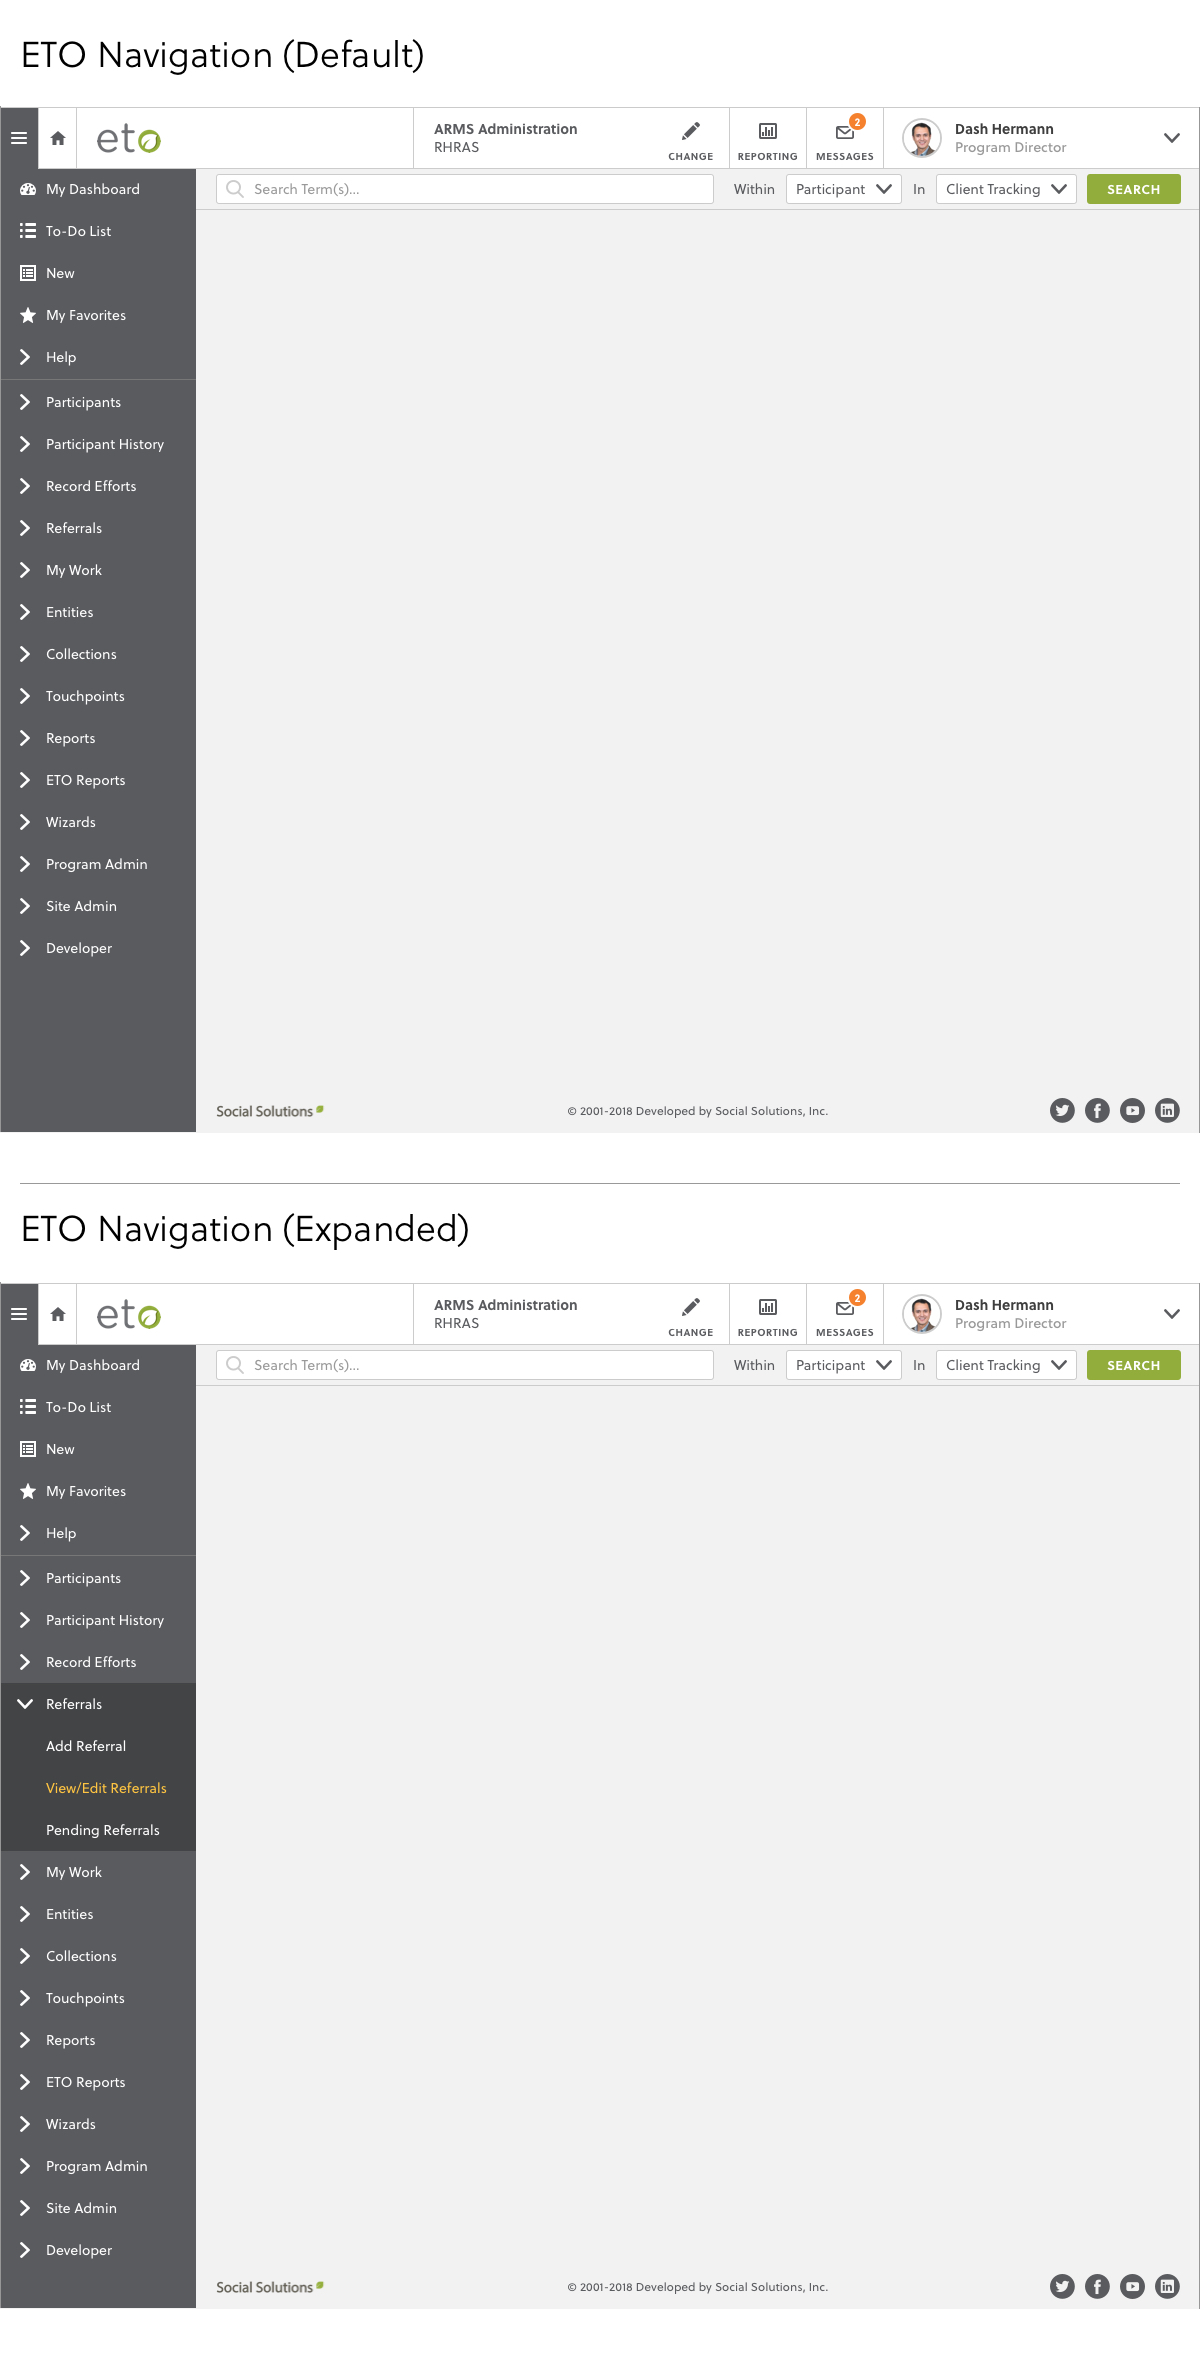 ETO Navigation (Default)
eto
ARMS Administration
RHRAS
CHANGE
REPORTING
2
MESSAGES
Dash Hermann
Program Director
Search Term(s)...
Within
Participant
In
Client Tracking
SEARCH
My Dashboard
To-Do List
New
My Favorites
Help
Participants
Participant History
Record Efforts
Referrals
My Work
Entities
Collections
Touchpoints
Reports
ETO Reports
Wizards
Program Admin
Site Admin
Developer
Social Solutions
© 2001-2018 Developed by Social Solutions, Inc.
ETO Navigation (Expanded)
eto
ARMS Administration
RHRAS
CHANGE
REPORTING
2
MESSAGES
Dash Hermann
Program Director
Search Term(s)...
Within
Participant
In
Client Tracking
SEARCH
My Dashboard
To-Do List
New
My Favorites
Help
Participants
Participant History
Record Efforts
Referrals
Add Referral
View/Edit Referrals
Pending Referrals
My Work
Entities
Collections
Touchpoints
Reports
ETO Reports
Wizards
Program Admin
Site Admin
Developer
Social Solutions
© 2001-2018 Developed by Social Solutions, Inc.